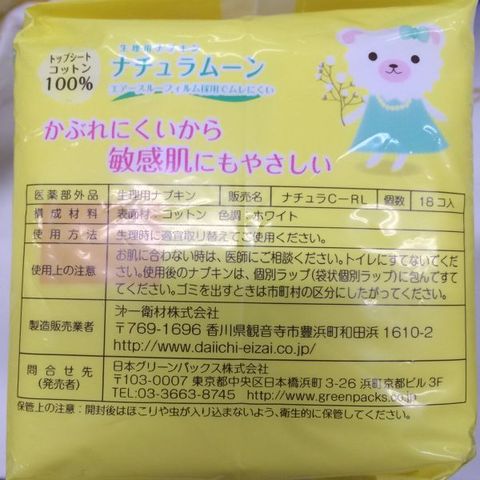 トップシート
コットン
100%
生理用ナプキン
ナチュラムーン
エアースルーフィルム採用でムレにくい
かぶれにくいから
敏感肌にもやさしい
医薬部外品 生理用ナプキン 販売名 ナチュラC-RL 個数 18コ入
構成材料 表面材…コットン 色調…ホワイト
使用方法 生理時に適宜取り替えてご使用ください。
使用上の注意 お肌に合わない時は、医師にご相談ください。トイレにすてないでください。使用後のナプキンは、個別ラップ(袋状個別ラップ)に包んですててください。ゴミを出すときは市町村の区分にしたがってください。
製造販売業者 第一衛材株式会社
〒769-1696 香川県観音寺市豊浜町和田浜 1610-2
http://www.daiichi-eizai.co.jp/
問合せ先
(発売者)
日本グリーンパックス株式会社
〒103-0007 東京都中央区日本橋浜町 3-26 浜町京都ビル 3F
☎03-3663-8745 http://www.greenpacks.co.jp
保管上の注意:開封後はほこりや虫が入り込まないよう、衛生的に保管してください。